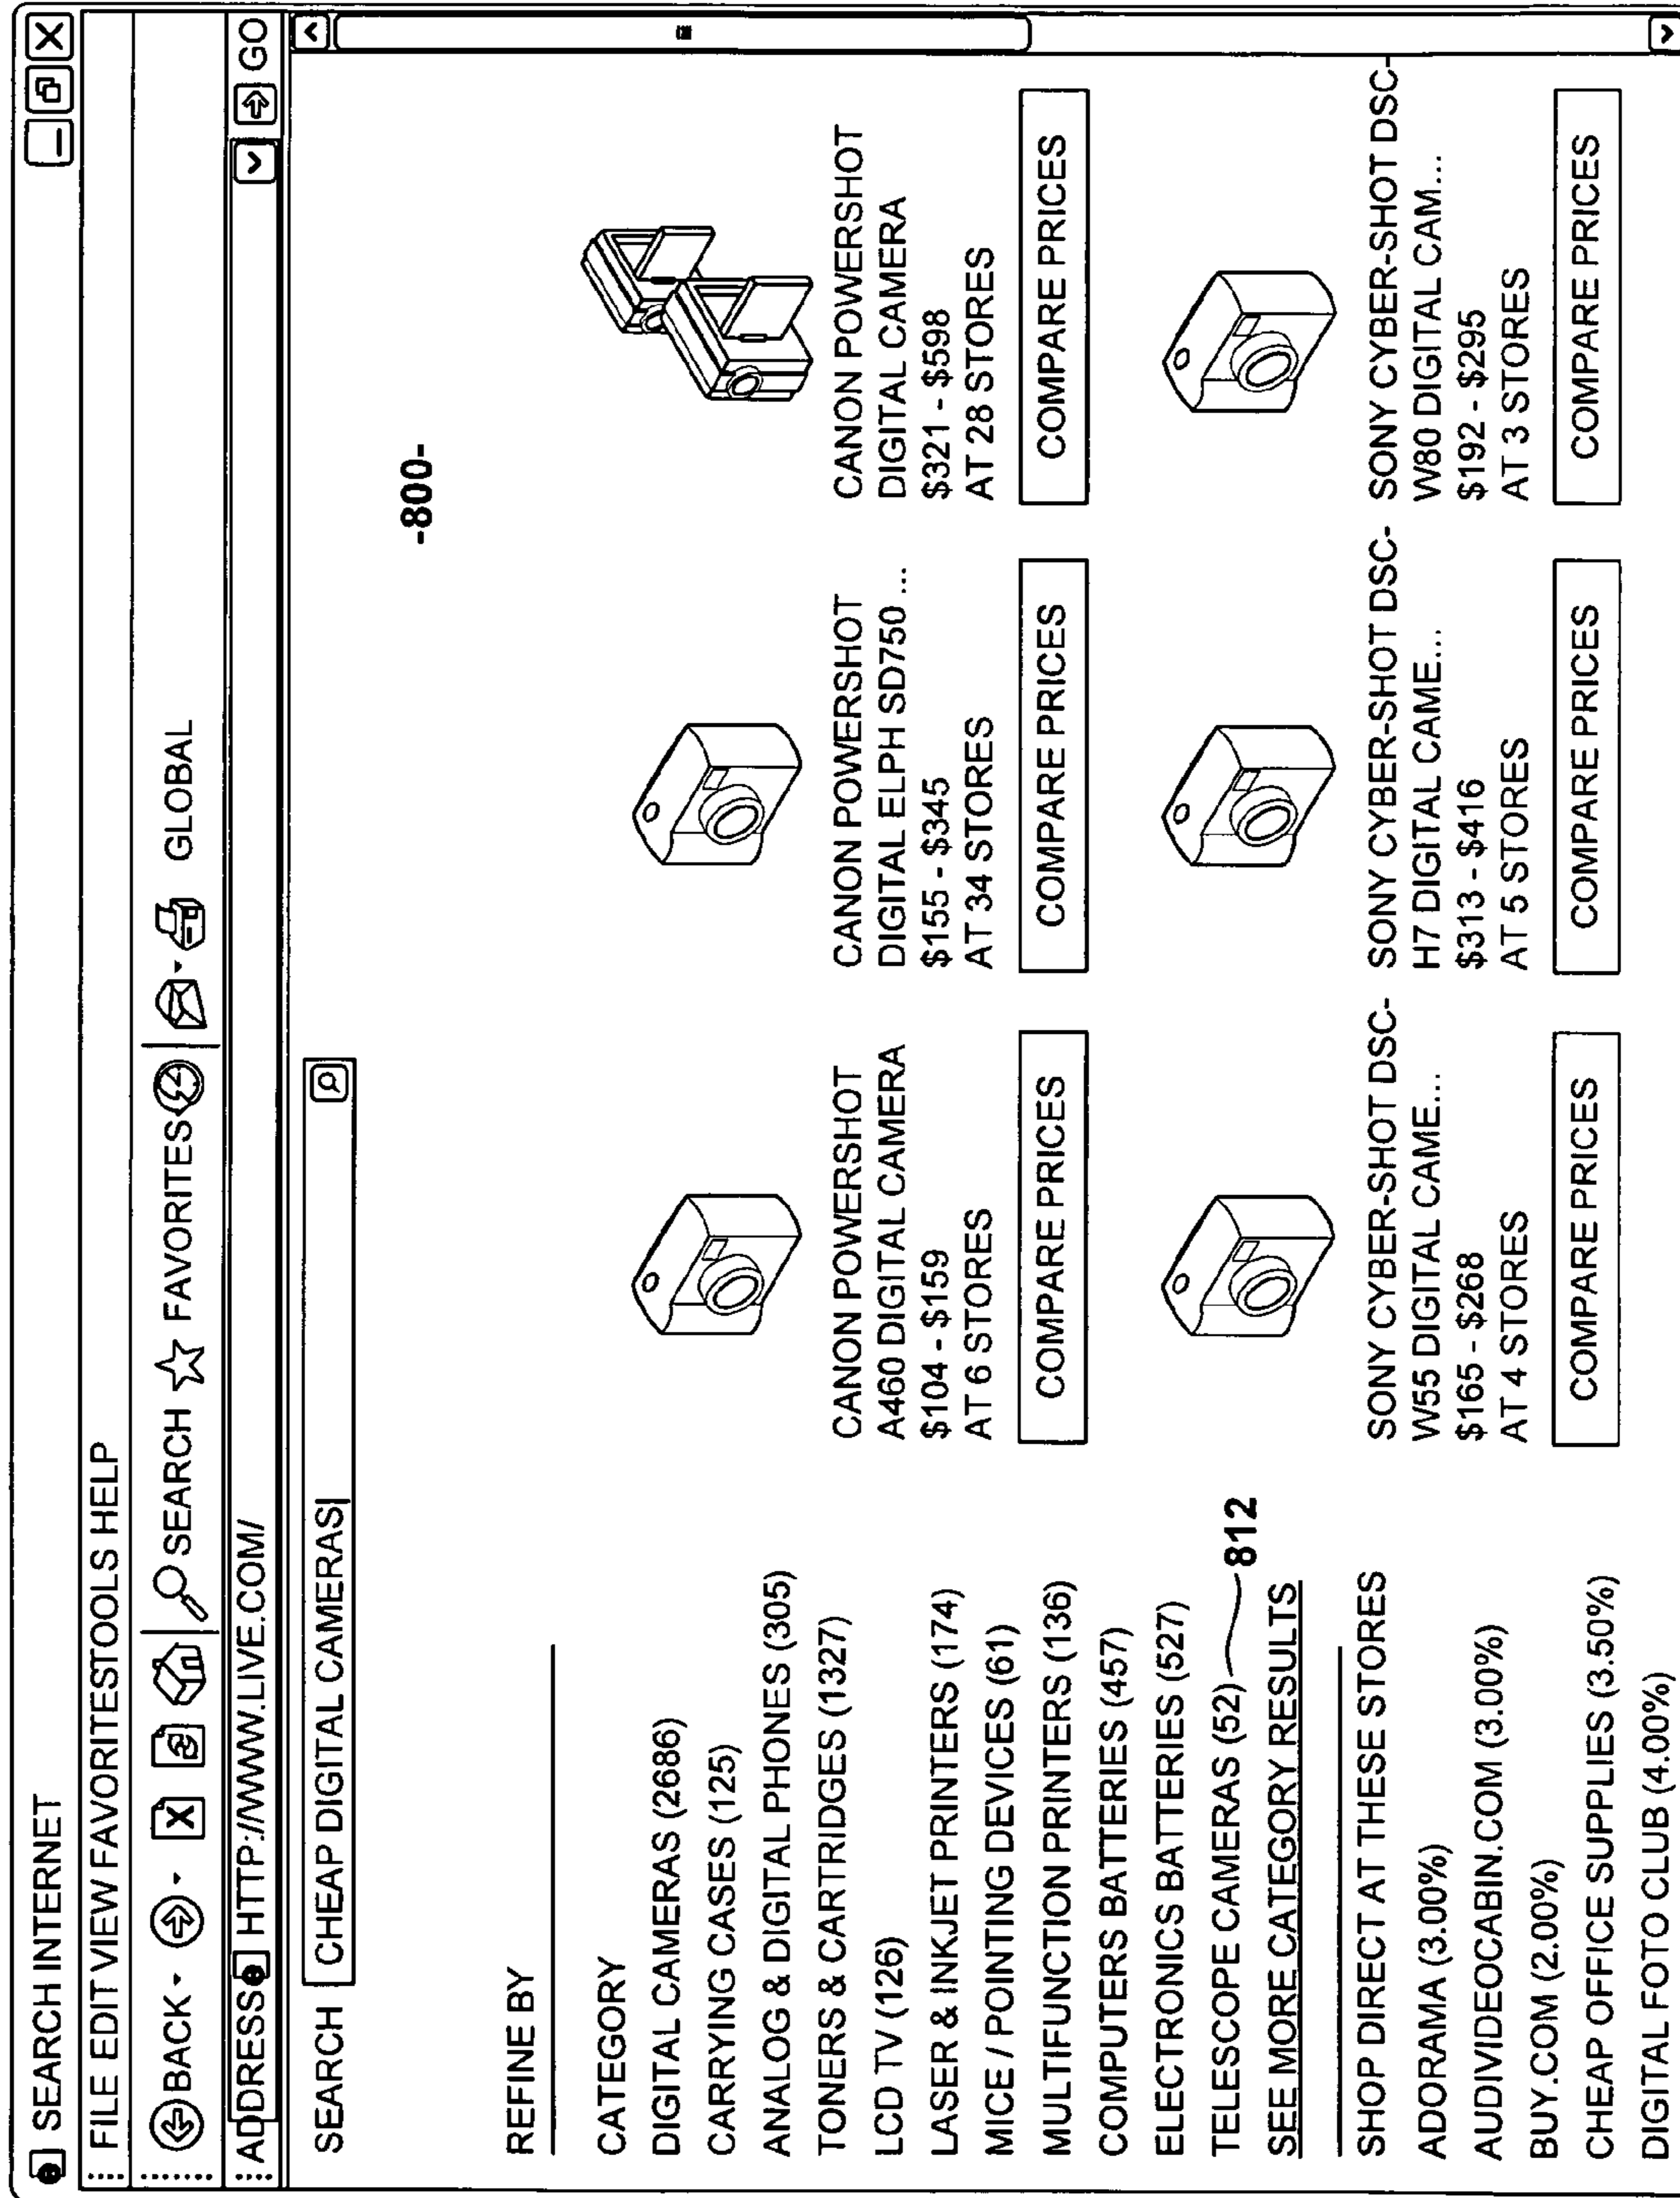 SEARCH INTERNET
FILE EDIT VIEW FAVORITESTOOLS HELP
BACK SEARCH FAVORITES GLOBAL
ADDRESS HTTP://WWW.LIVE.COM/ GO
SEARCH CHEAP DIGITAL CAMERAS
-800-
REFINE BY
CATEGORY
DIGITAL CAMERAS (2686)
CARRYING CASES (125)
ANALOG & DIGITAL PHONES (305)
TONERS & CARTRIDGES (1327)
LCD TV (126)
LASER & INKJET PRINTERS (174)
MICE / POINTING DEVICES (61)
MULTIFUNCTION PRINTERS (136)
COMPUTERS BATTERIES (457)
ELECTRONICS BATTERIES (527)
TELESCOPE CAMERAS (52) 812
SEE MORE CATEGORY RESULTS
SHOP DIRECT AT THESE STORES
ADORAMA (3.00%)
AUDIVIDEOCABIN.COM (3.00%)
BUY.COM (2.00%)
CHEAP OFFICE SUPPLIES (3.50%)
DIGITAL FOTO CLUB (4.00%)
CANON POWERSHOT
A460 DIGITAL CAMERA
$104 - $159
AT 6 STORES
COMPARE PRICES
CANON POWERSHOT
DIGITAL ELPH SD750 ...
$155 - $345
AT 34 STORES
COMPARE PRICES
CANON POWERSHOT
DIGITAL CAMERA
$321 - $598
AT 28 STORES
COMPARE PRICES
SONY CYBER-SHOT DSC-
W55 DIGITAL CAME...
$165 - $268
AT 4 STORES
COMPARE PRICES
SONY CYBER-SHOT DSC-
H7 DIGITAL CAME...
$313 - $416
AT 5 STORES
COMPARE PRICES
SONY CYBER-SHOT DSC-
W80 DIGITAL CAM...
$192 - $295
AT 3 STORES
COMPARE PRICES